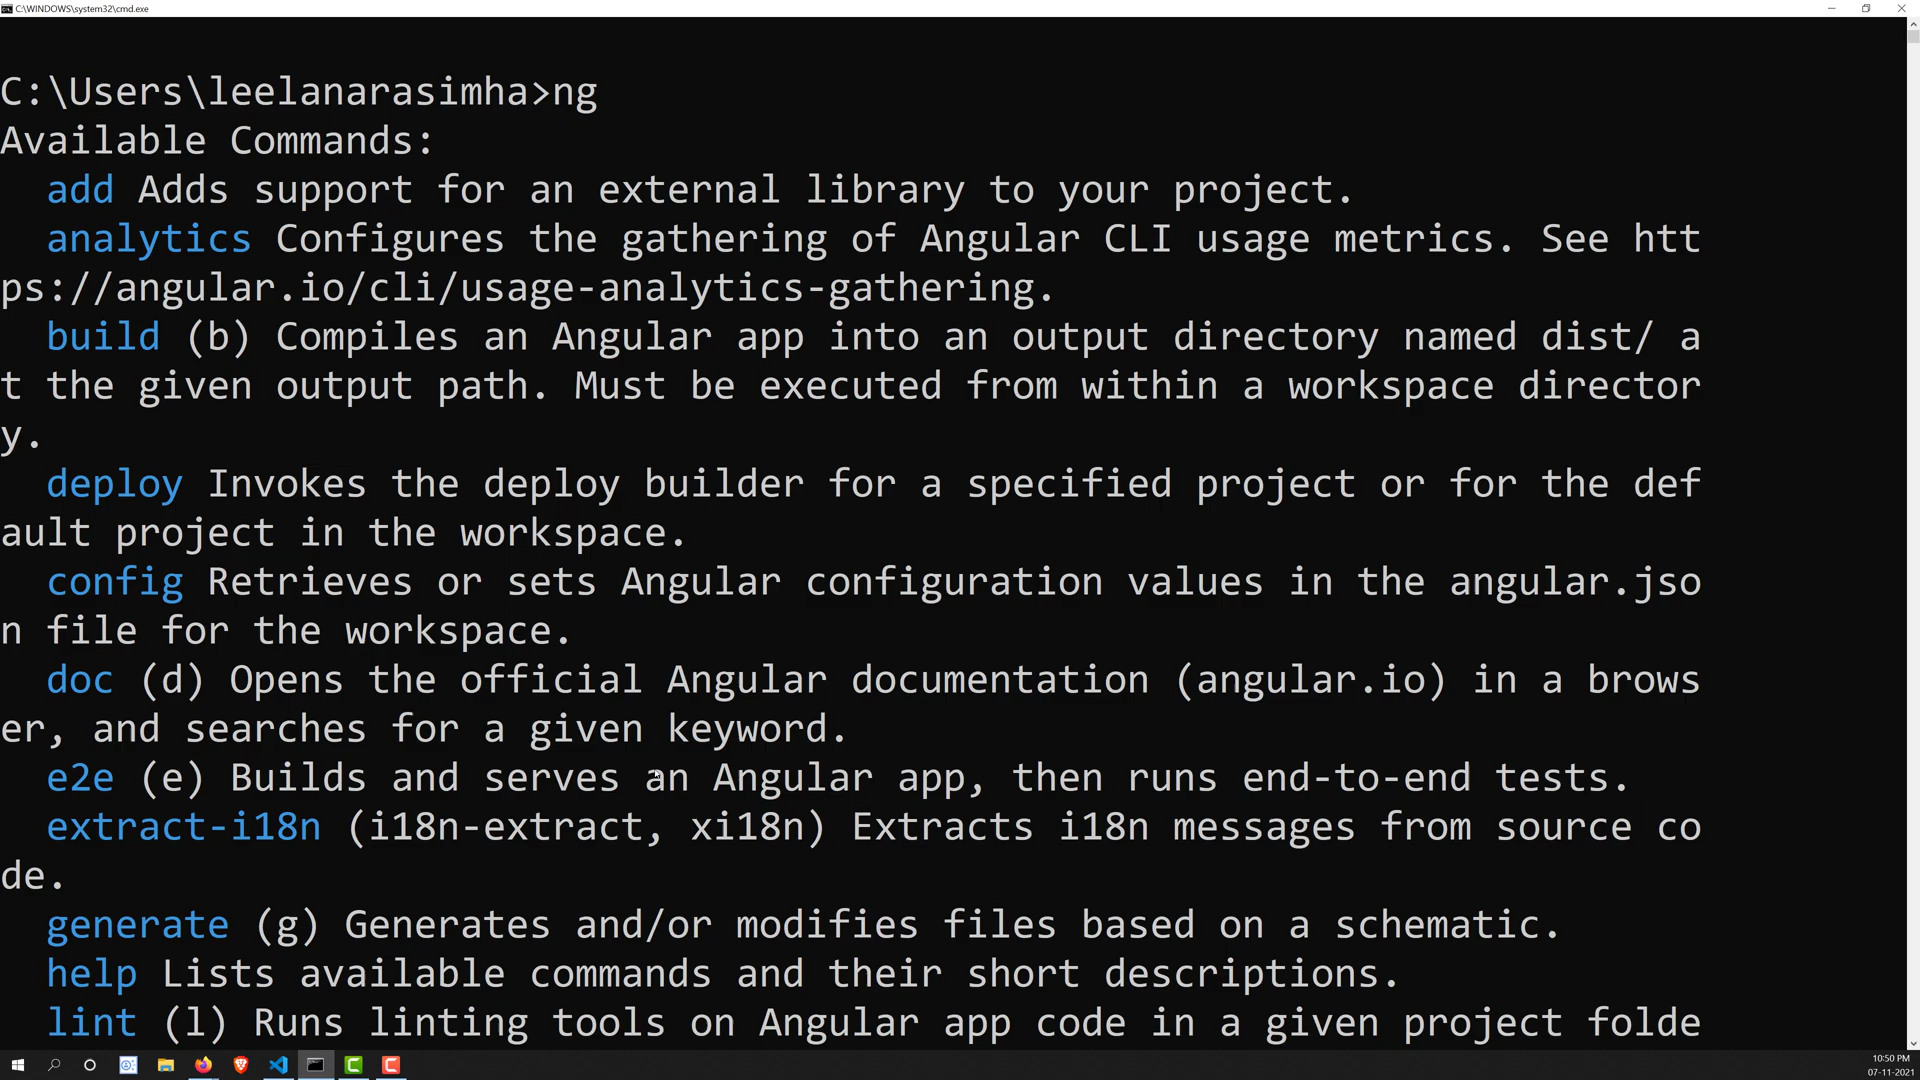 C:\WINDOWS\system32\cmd.exe
C:\Users\leelanarasimha>ng
Available Commands:
add Adds support for an external library to your project.
analytics Configures the gathering of Angular CLI usage metrics. See htt
ps://angular.io/cli/usage-analytics-gathering.
build (b) Compiles an Angular app into an output directory named dist/ a
t the given output path. Must be executed from within a workspace director
y.
deploy Invokes the deploy builder for a specified project or for the def
ault project in the workspace.
config Retrieves or sets Angular configuration values in the angular.jso
n file for the workspace.
doc (d) Opens the official Angular documentation (angular.io) in a brows
er, and searches for a given keyword.
e2e (e) Builds and serves an Angular app, then runs end-to-end tests.
extract-i18n (i18n-extract, xi18n) Extracts i18n messages from source co
de.
generate (g) Generates and/or modifies files based on a schematic.
help Lists available commands and their short descriptions.
lint (l) Runs linting tools on Angular app code in a given project folde
10:50 PM
07-11-2021